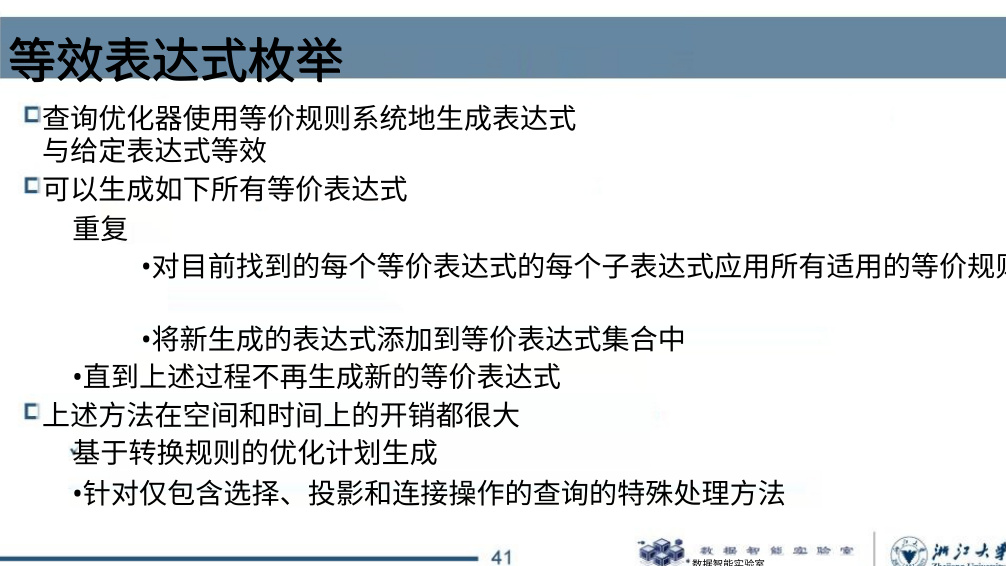 等效表达式枚举
查询优化器使用等价规则系统地生成表达式
与给定表达式等效
可以生成如下所有等价表达式
重复
•对目前找到的每个等价表达式的每个子表达式应用所有适用的等价规则
•将新生成的表达式添加到等价表达式集合中
•直到上述过程不再生成新的等价表达式
上述方法在空间和时间上的开销都很大
基于转换规则的优化计划生成
•针对仅包含选择、投影和连接操作的查询的特殊处理方法
41
数据智能实验室
*数据智能实验室
浙江大学